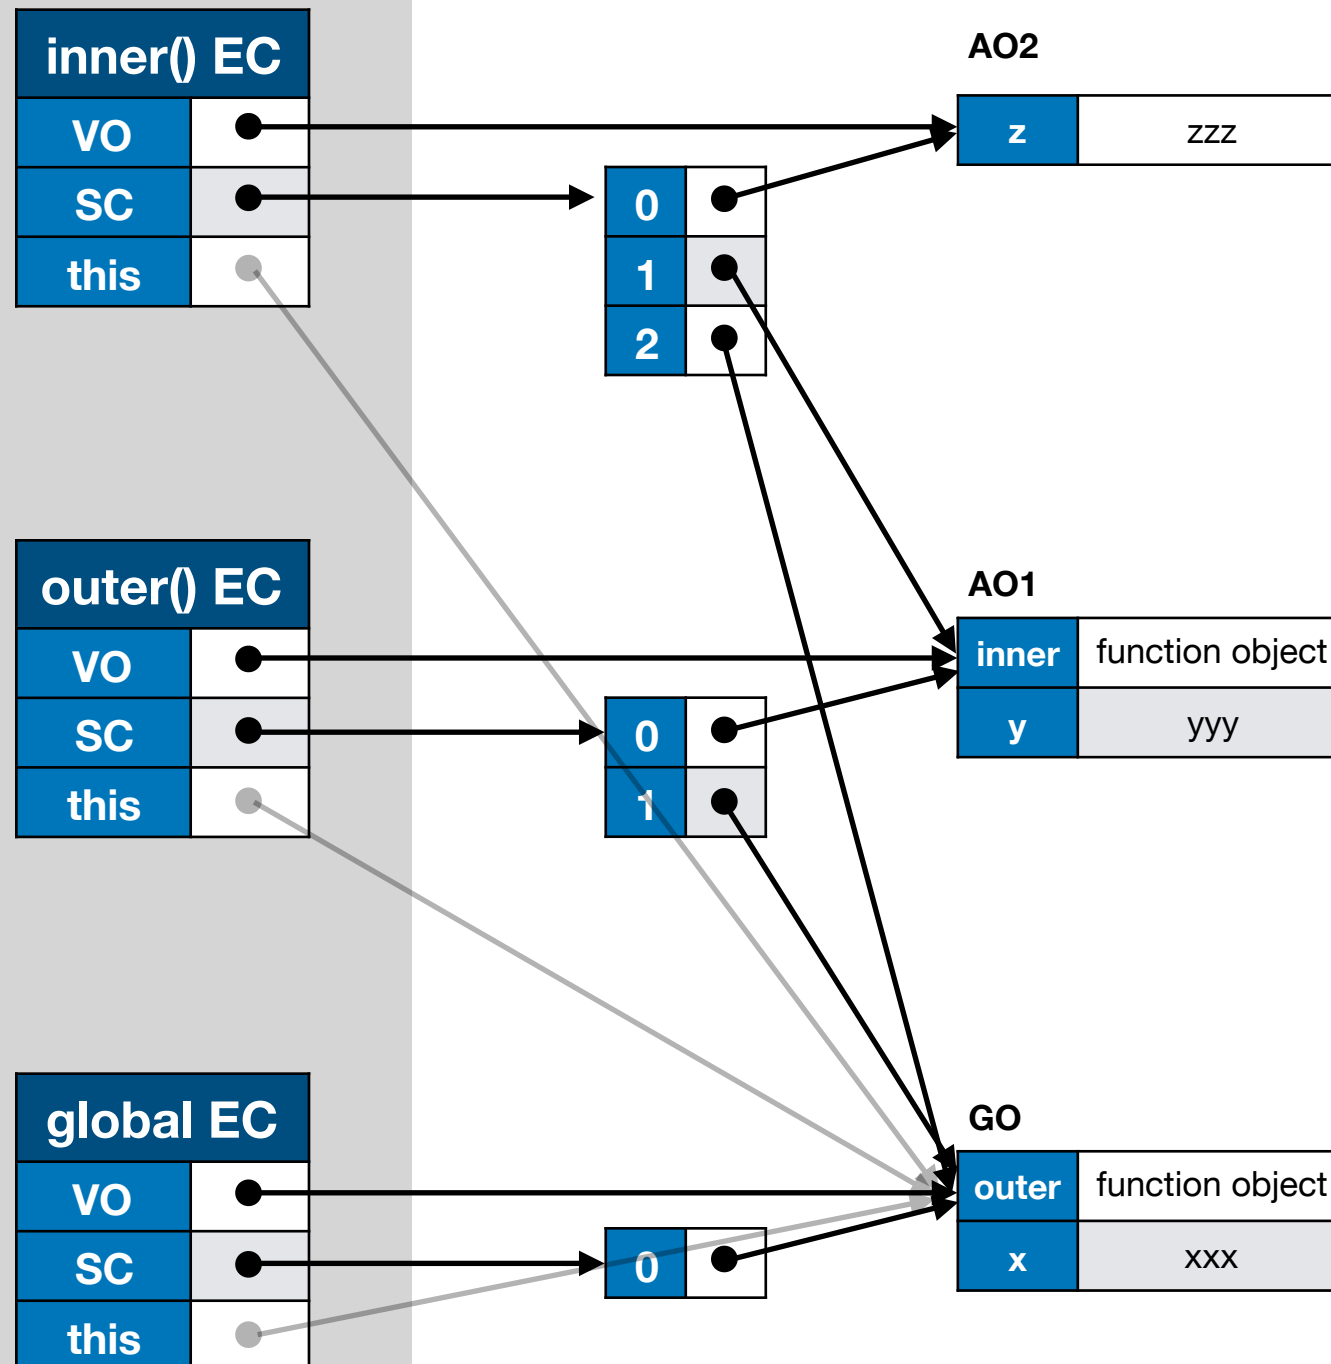 inner() EC
VO
SC
this
0
1
2
AO2
z zzz
outer() EC
VO
SC
this
0
1
AO1
inner function object
y yyy
global EC
VO
SC
this
0
GO
outer function object
x xxx